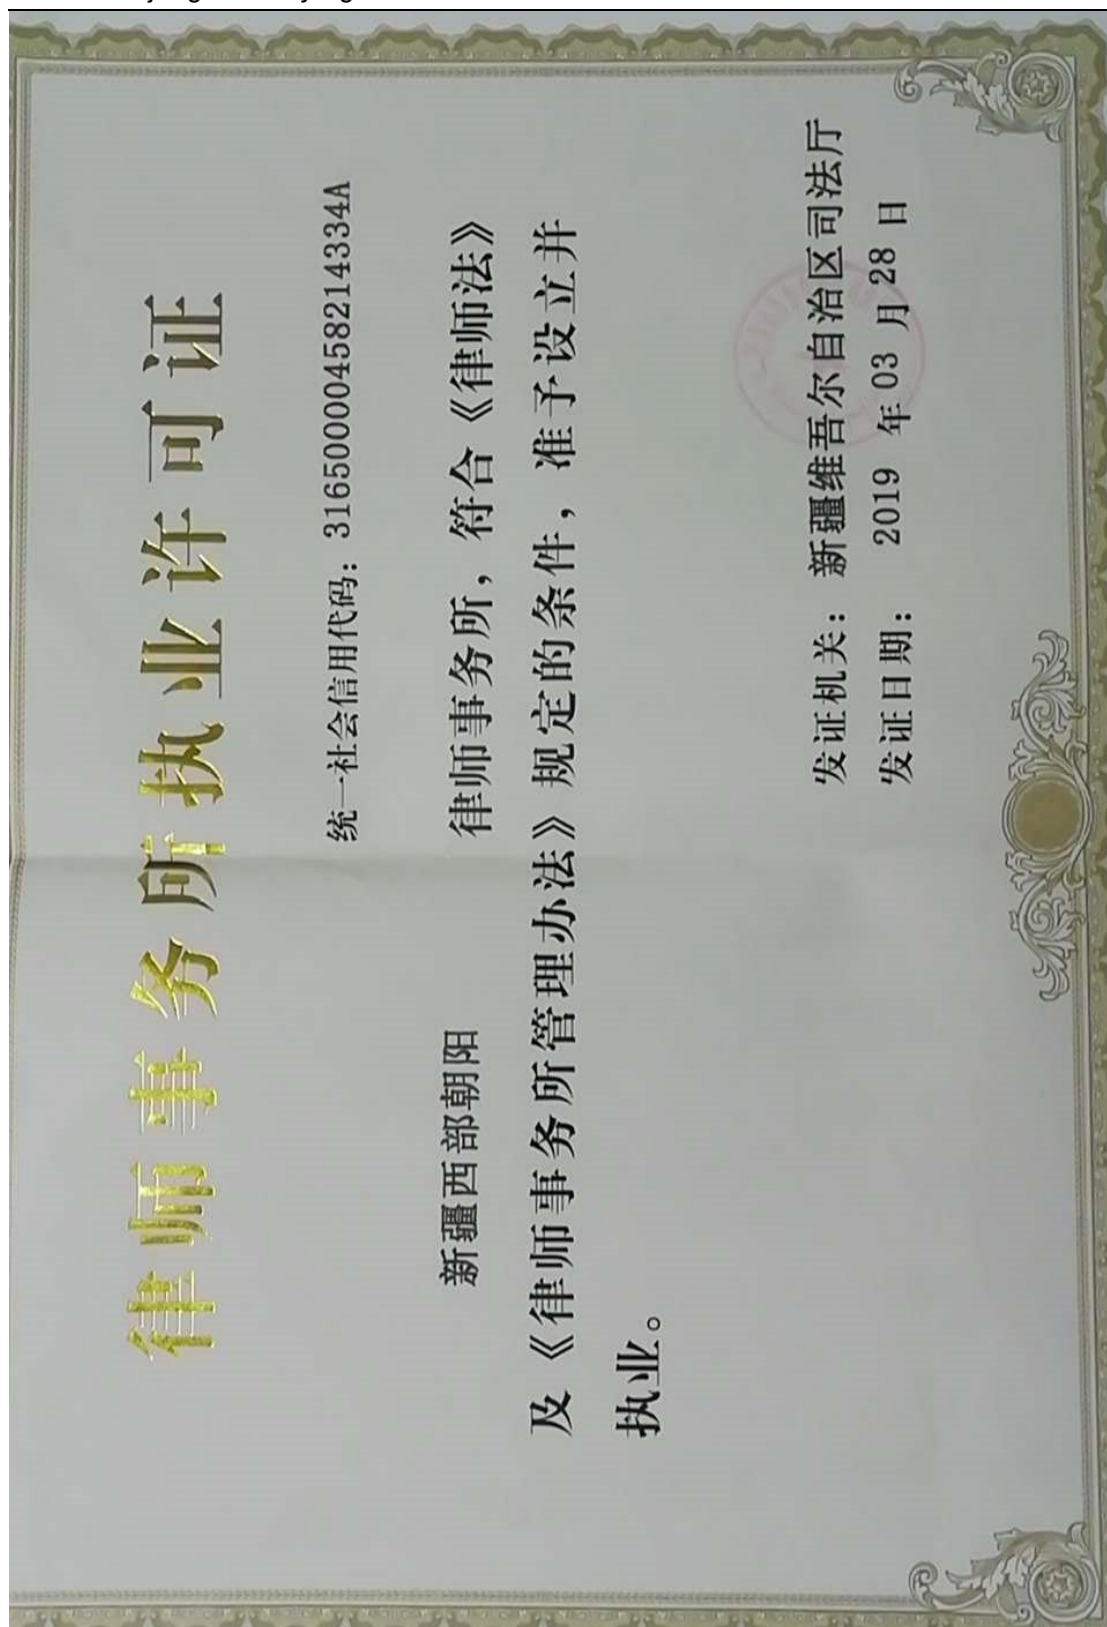 律师事务所执业许可证
统一社会信用代码：31650000458214334A
新疆西部朝阳 律师事务所，符合《律师法》
及《律师事务所管理办法》规定的条件，准予设立并
执业。
发证机关：新疆维吾尔自治区司法厅
发证日期：2019 年 03 月 28 日